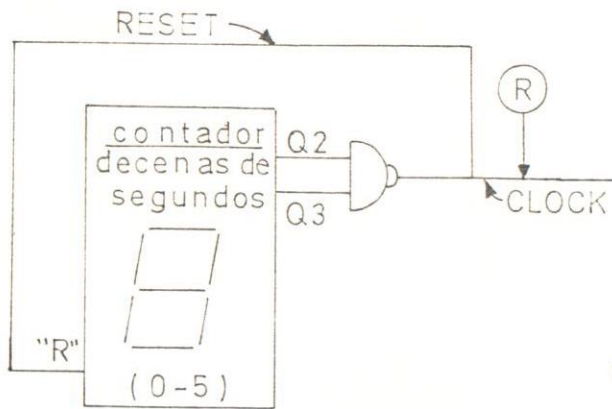 RESET
R
contador
decenas de
segundos
Q2
Q3
CLOCK
"R"
(0-5)